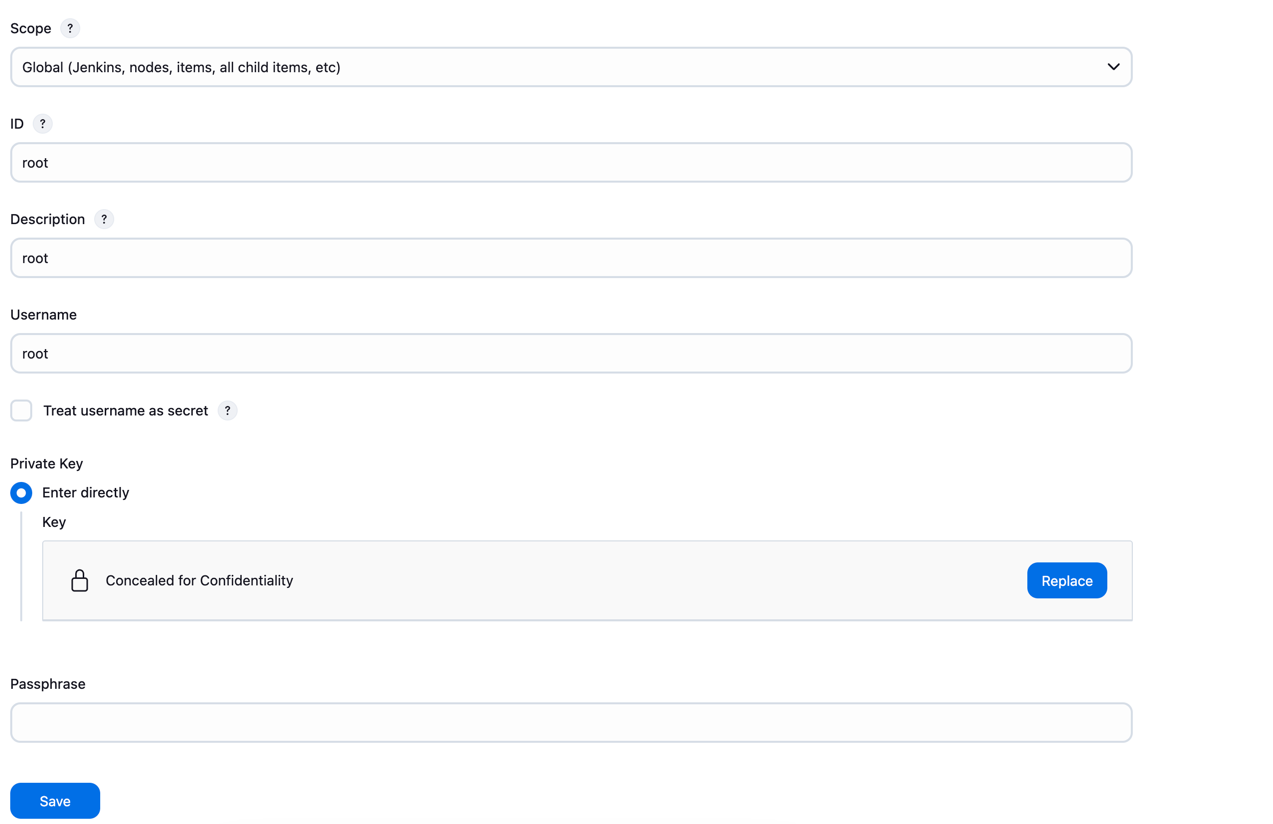 Scope ?
Global (Jenkins, nodes, items, all child items, etc)
ID ?
root
Description ?
root
Username
root
Treat username as secret ?
Private Key
Enter directly
Key
Concealed for Confidentiality Replace
Passphrase
Save